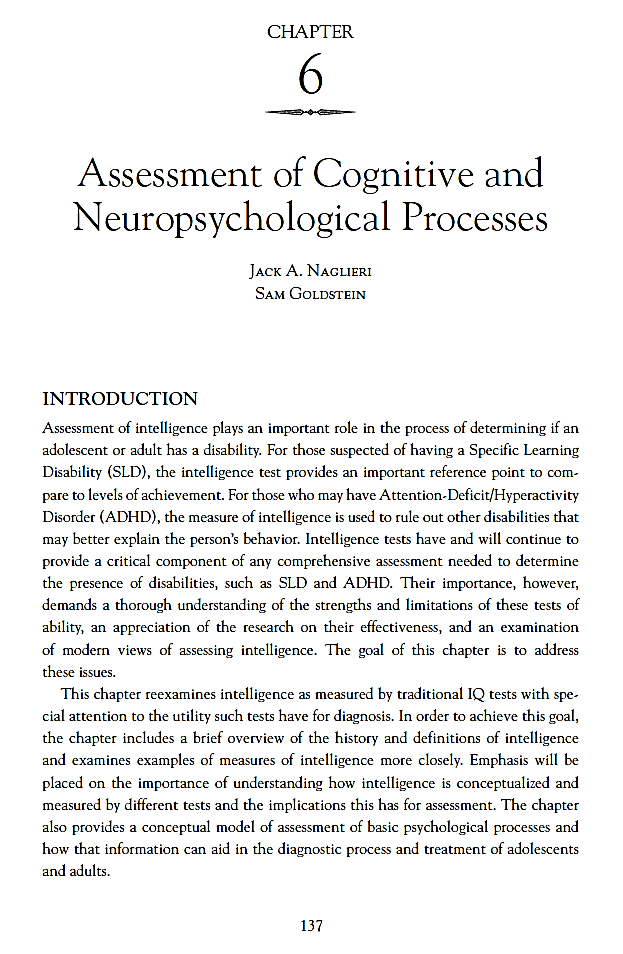 CHAPTER
6
Assessment of Cognitive and
Neuropsychological Processes
Jack A. Naglieri
Sam Goldstein
INTRODUCTION
Assessment of intelligence plays an important role in the process of determining if an
adolescent or adult has a disability. For those suspected of having a Specific Learning
Disability (SLD), the intelligence test provides an important reference point to com-
pare to levels of achievement. For those who may have Attention-Deficit/Hyperactivity
Disorder (ADHD), the measure of intelligence is used to rule out other disabilities that
may better explain the person's behavior. Intelligence tests have and will continue to
provide a critical component of any comprehensive assessment needed to determine
the presence of disabilities, such as SLD and ADHD. Their importance, however,
demands a thorough understanding of the strengths and limitations of these tests of
ability, an appreciation of the research on their effectiveness, and an examination
of modern views of assessing intelligence. The goal of this chapter is to address
these issues.
This chapter reexamines intelligence as measured by traditional IQ tests with spe-
cial attention to the utility such tests have for diagnosis. In order to achieve this goal,
the chapter includes a brief overview of the history and definitions of intelligence
and examines examples of measures of intelligence more closely. Emphasis will be
placed on the importance of understanding how intelligence is conceptualized and
measured by different tests and the implications this has for assessment. The chapter
also provides a conceptual model of assessment of basic psychological processes and
how that information can aid in the diagnostic process and treatment of adolescents
and adults.
137